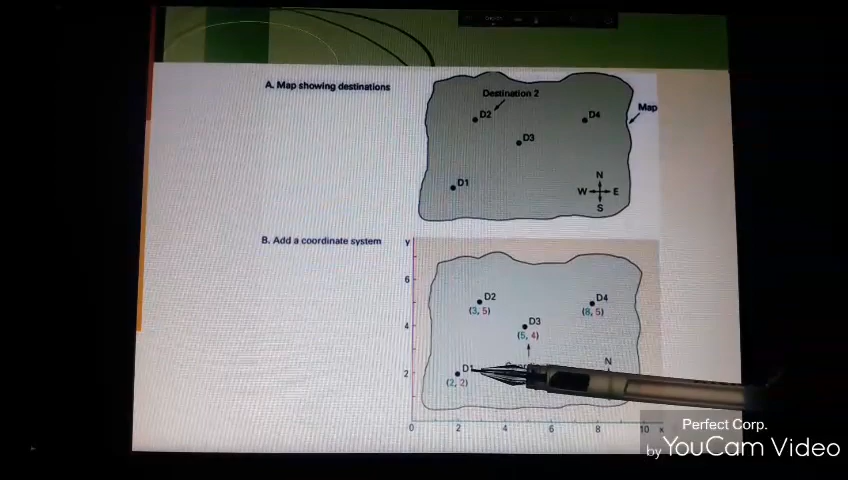 A. Map showing destinations
Destination 2
D2
D4
Map
D3
D1
N
W E
S
B. Add a coordinate system
y
6
D2
(3, 5)
D4
(8, 5)
4
D3
(5, 4)
N
2
D1
(2, 2)
0 2 4 6 8 10 x
Perfect Corp.
by YouCam Video